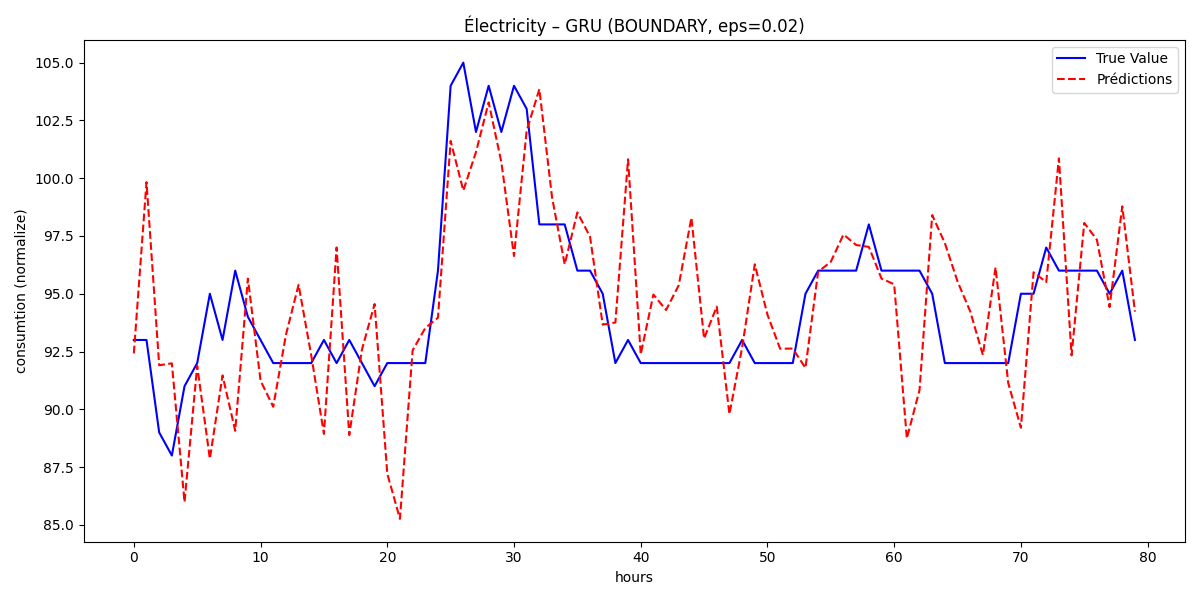 Électricity – GRU (BOUNDARY, eps=0.02)
True Value
Prédictions
consumtion (normalize)
105.0
102.5
100.0
97.5
95.0
92.5
90.0
87.5
85.0
0 10 20 30 40 50 60 70 80
hours